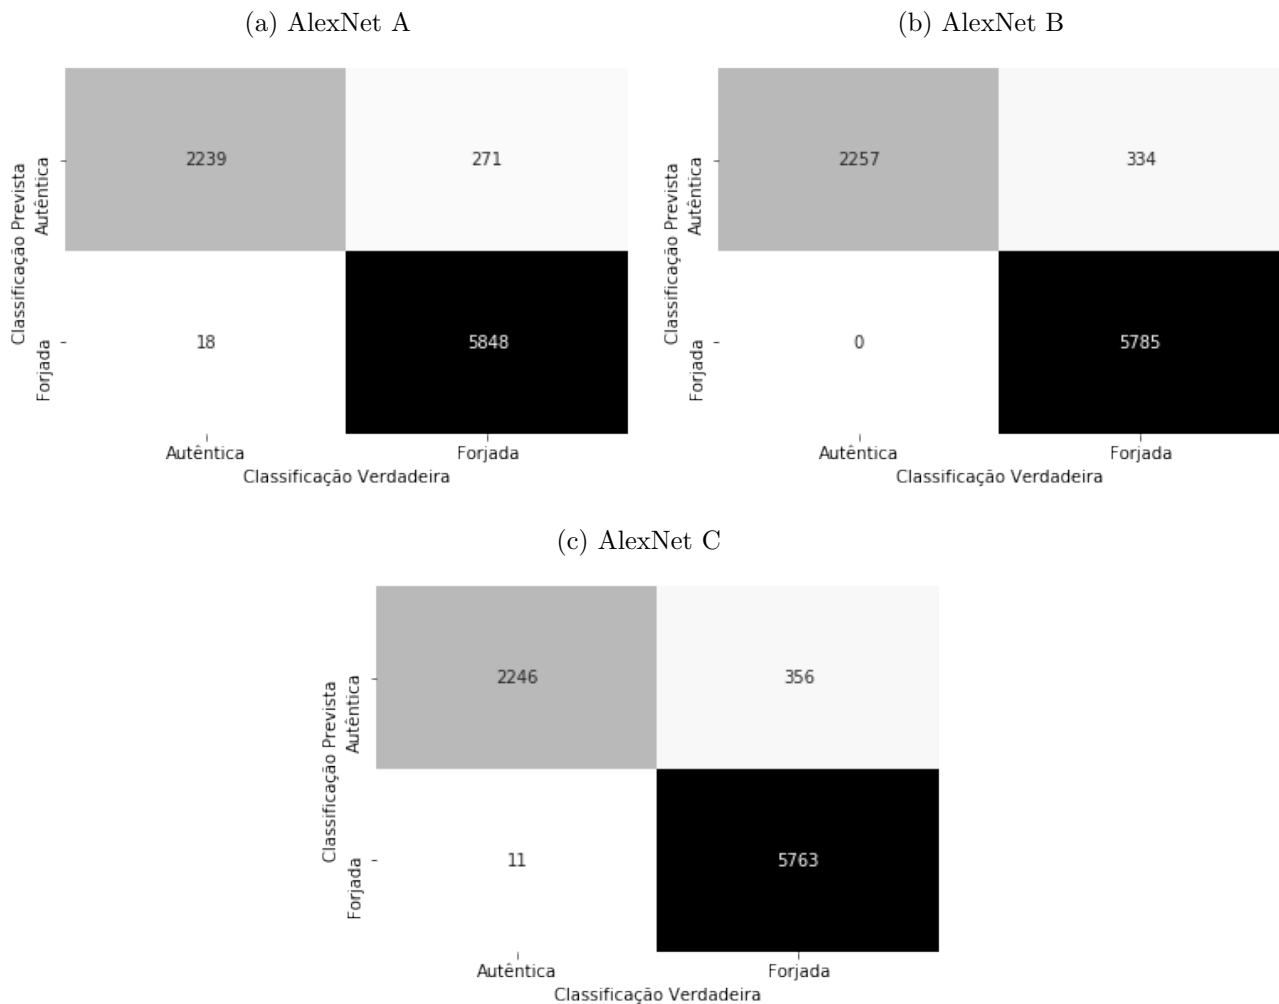 (a) AlexNet A
Classificação Prevista
Autêntica
Forjada
2239
271
18
5848
Autêntica
Forjada
Classificação Verdadeira
(b) AlexNet B
Classificação Prevista
Autêntica
Forjada
2257
334
0
5785
Autêntica
Forjada
Classificação Verdadeira
(c) AlexNet C
Classificação Prevista
Autêntica
Forjada
2246
356
11
5763
Autêntica
Forjada
Classificação Verdadeira